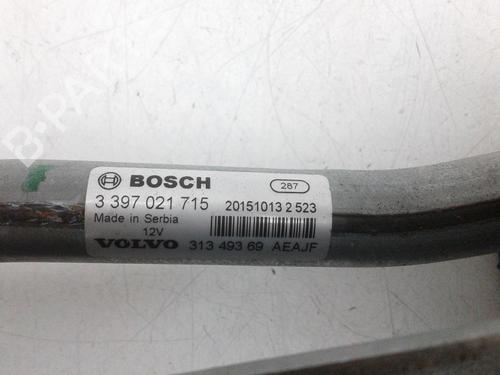 B-PARTS
BOSCH 287
3 397 021 715 20151013 2 523
Made in Serbia
12V
VOLVO 313 493 69 AEAJF